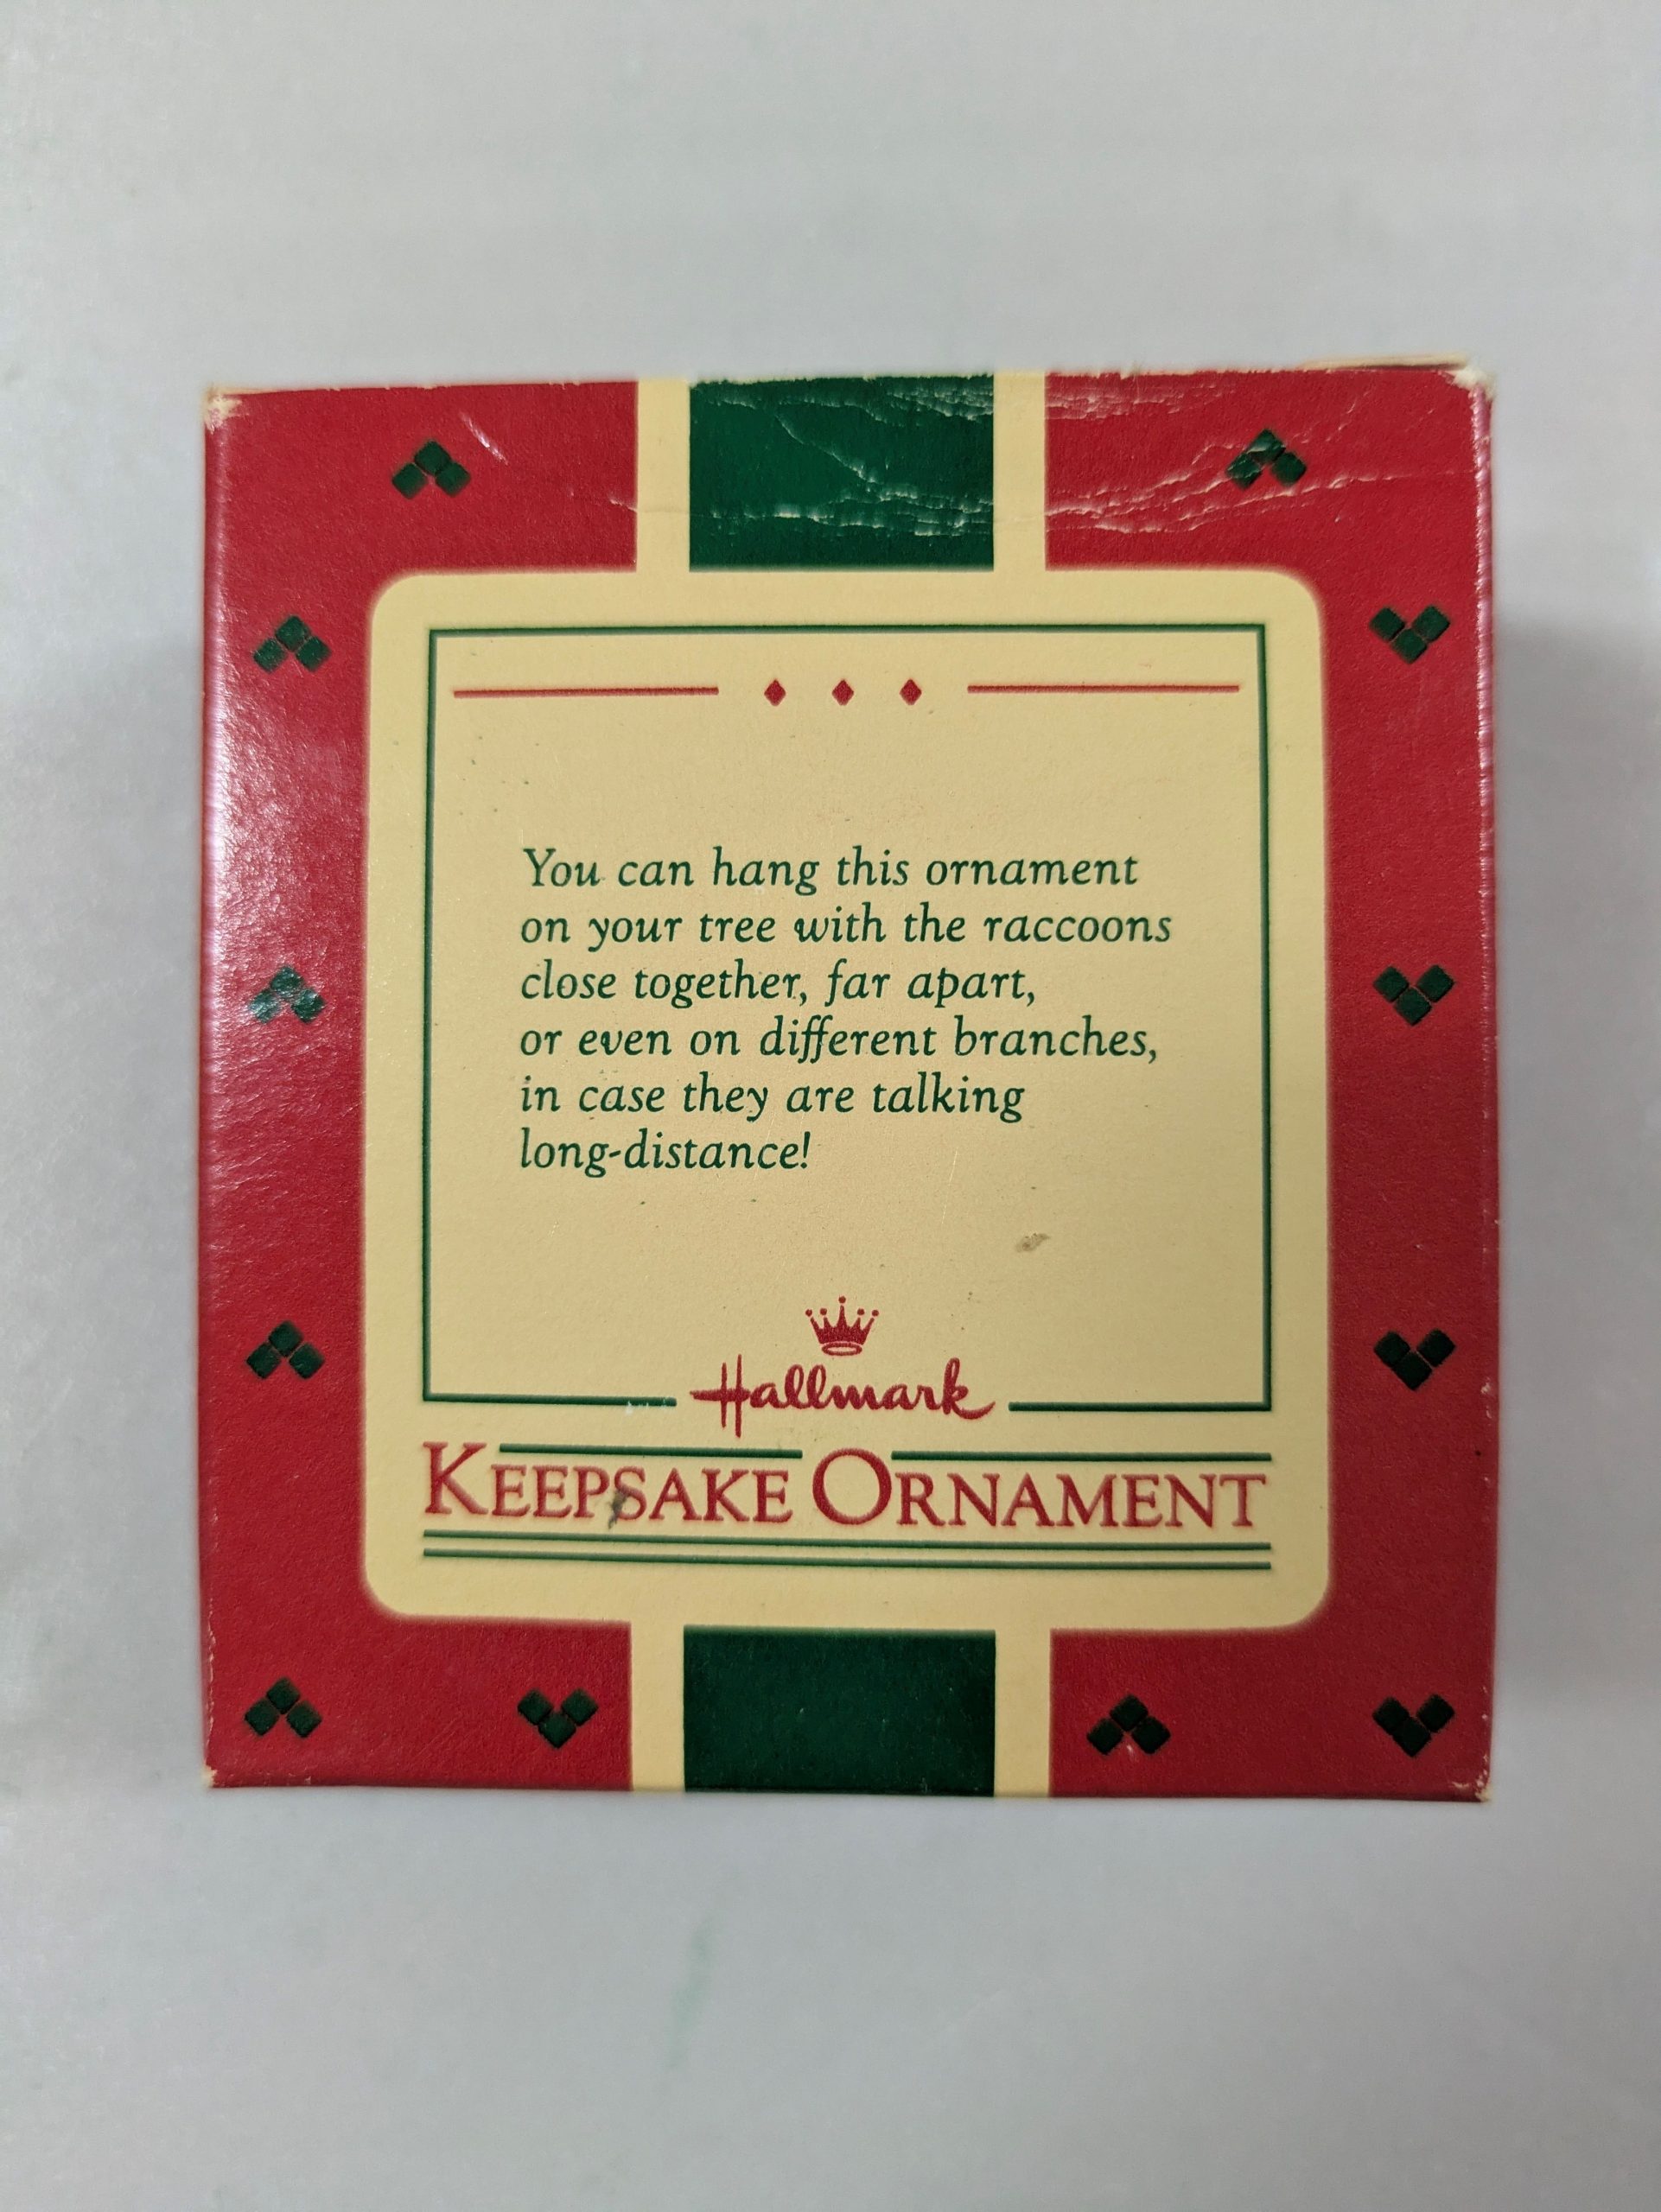 You can hang this ornament
on your tree with the raccoons
close together, far apart,
or even on different branches,
in case they are talking
long-distance!
Hallmark
KEEPSAKE ORNAMENT